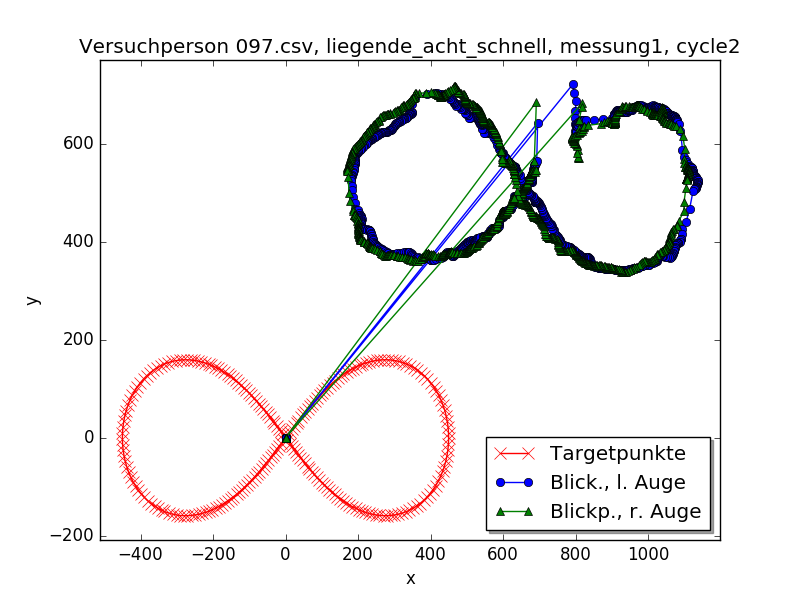 Versuchperson 097.csv, liegende_acht_schnell, messung1, cycle2
y
600
400
200
0
−200
−400
−200
0
200
400
600
800
1000
x
Targetpunkte
Blick., l. Auge
Blickp., r. Auge